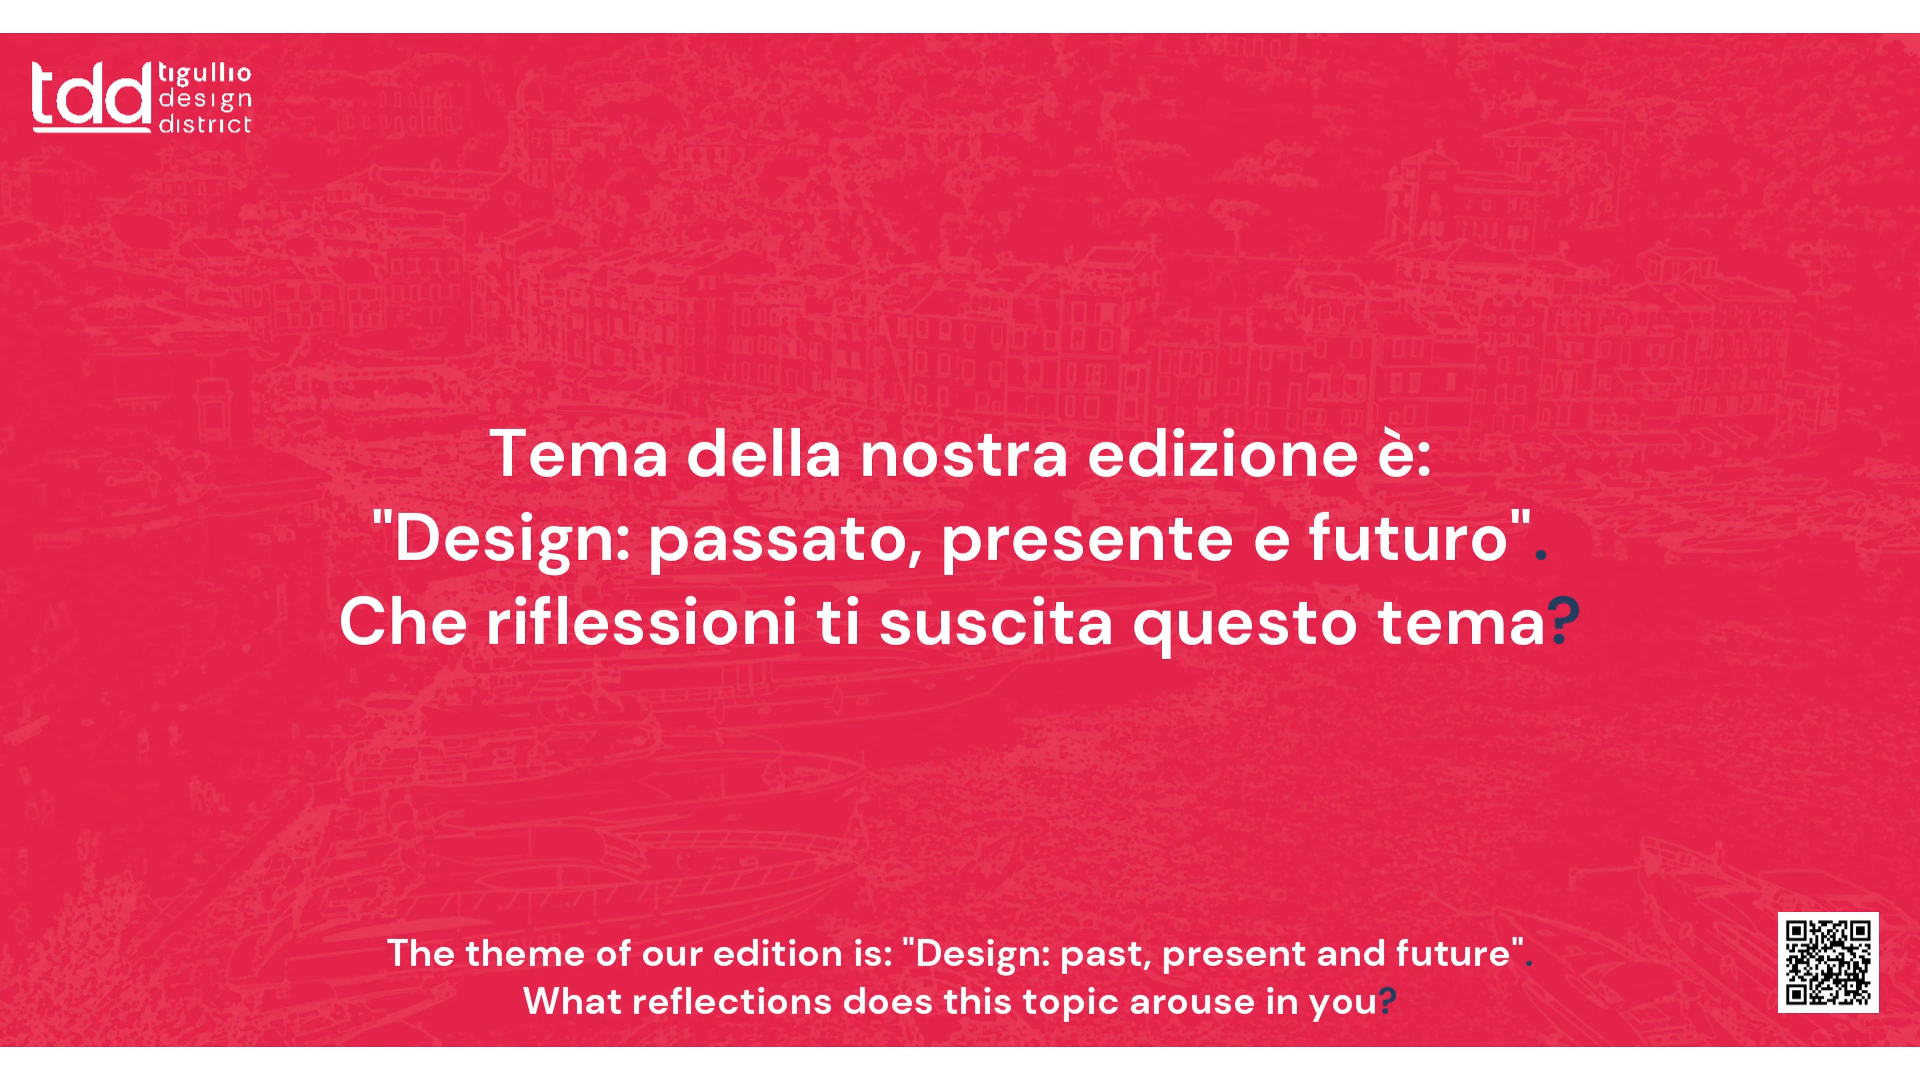 tdd
tigullio
design
district
Tema della nostra edizione è:
"Design: passato, presente e futuro".
Che riflessioni ti suscita questo tema?
The theme of our edition is: "Design: past, present and future".
What reflections does this topic arouse in you?